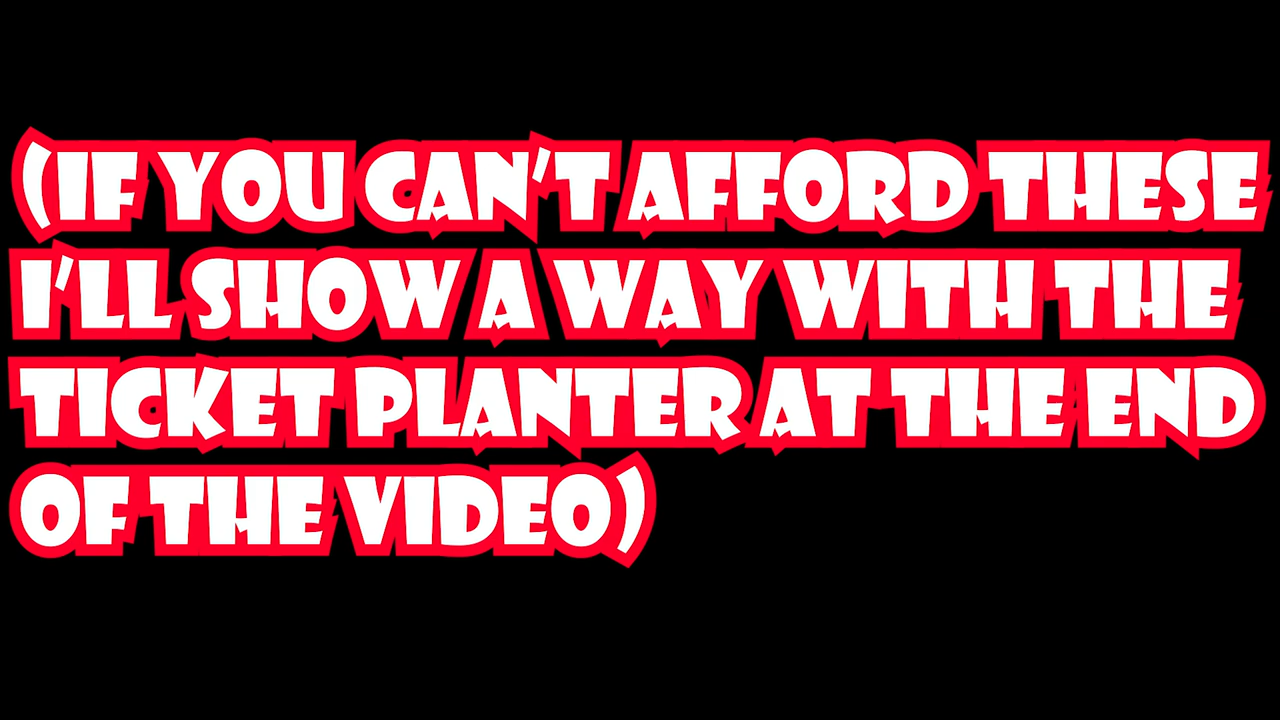 (IF YOU CAN'T AFFORD THESE
I'LL SHOW A WAY WITH THE
TICKET PLANTER AT THE END
OF THE VIDEO)